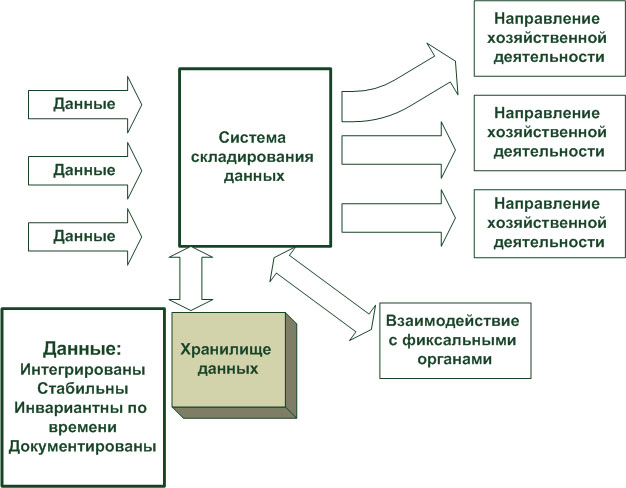 Направление
хозяйственной
деятельности
Данные
Данные
Данные
Система
складирования
данных
Направление
хозяйственной
деятельности
Направление
хозяйственной
деятельности
Данные:
Интегрированы
Стабильны
Инвариантны по
времени
Документированы
Хранилище
данных
Взаимодействие
с фиксальными
органами